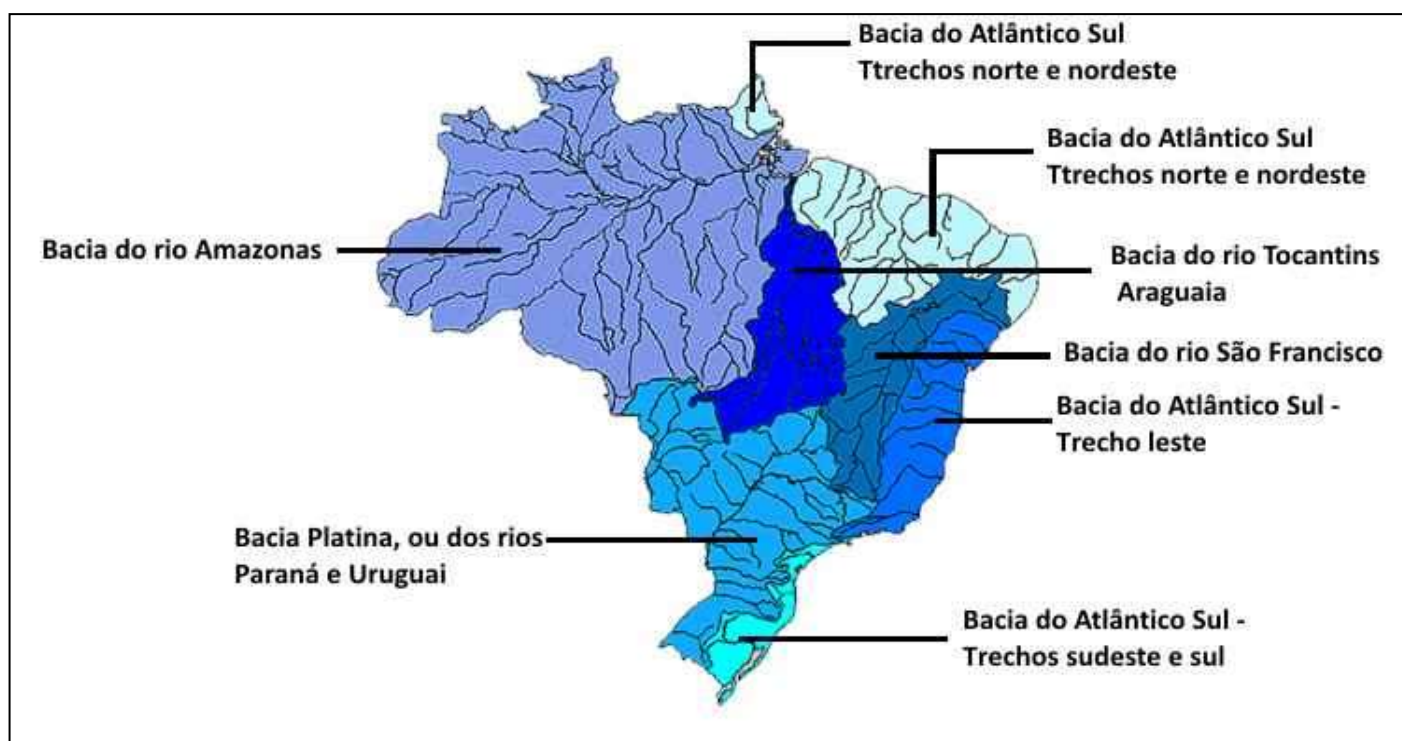 Bacia do Atlântico Sul
Ttrechos norte e nordeste
Bacia do Atlântico Sul
Ttrechos norte e nordeste
Bacia do rio Amazonas
Bacia do rio Tocantins
Araguaia
Bacia do rio São Francisco
Bacia do Atlântico Sul -
Trecho leste
Bacia Platina, ou dos rios
Paraná e Uruguai
Bacia do Atlântico Sul -
Trechos sudeste e sul